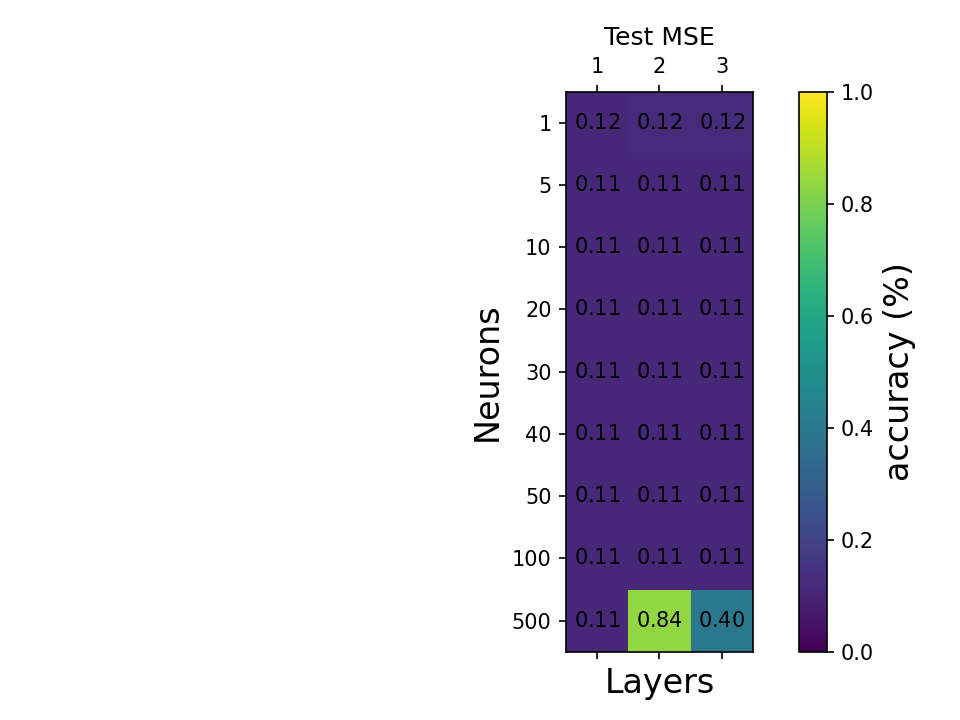 Test MSE
1 2 3
1 0.12 0.12 0.12
5 0.11 0.11 0.11
10 0.11 0.11 0.11
20 0.11 0.11 0.11
30 0.11 0.11 0.11
40 0.11 0.11 0.11
50 0.11 0.11 0.11
100 0.11 0.11 0.11
500 0.11 0.84 0.40
Neurons
Layers
1.0
0.8
0.6
0.4
0.2
0.0
accuracy (%)